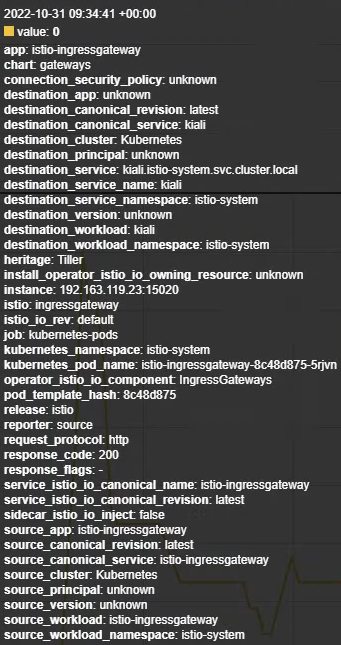 2022-10-31 09:34:41 +00:00
value: 0
app: istio-ingressgateway
chart: gateways
connection_security_policy: unknown
destination_app: unknown
destination_canonical_revision: latest
destination_canonical_service: kiali
destination_cluster: Kubernetes
destination_principal: unknown
destination_service: kiali.istio-system.svc.cluster.local
destination_service_name: kiali
destination_service_namespace: istio-system
destination_version: unknown
destination_workload: kiali
destination_workload_namespace: istio-system
heritage: Tiller
install_operator_istio_io_owning_resource: unknown
instance: 192.163.119.23:15020
istio: ingressgateway
istio_io_rev: default
job: kubernetes-pods
kubernetes_namespace: istio-system
kubernetes_pod_name: istio-ingressgateway-8c48d875-5rjvn
operator_istio_io_component: IngressGateways
pod_template_hash: 8c48d875
release: istio
reporter: source
request_protocol: http
response_code: 200
response_flags: -
service_istio_io_canonical_name: istio-ingressgateway
service_istio_io_canonical_revision: latest
sidecar_istio_io_inject: false
source_app: istio-ingressgateway
source_canonical_revision: latest
source_canonical_service: istio-ingressgateway
source_cluster: Kubernetes
source_principal: unknown
source_version: unknown
source_workload: istio-ingressgateway
source_workload_namespace: istio-system